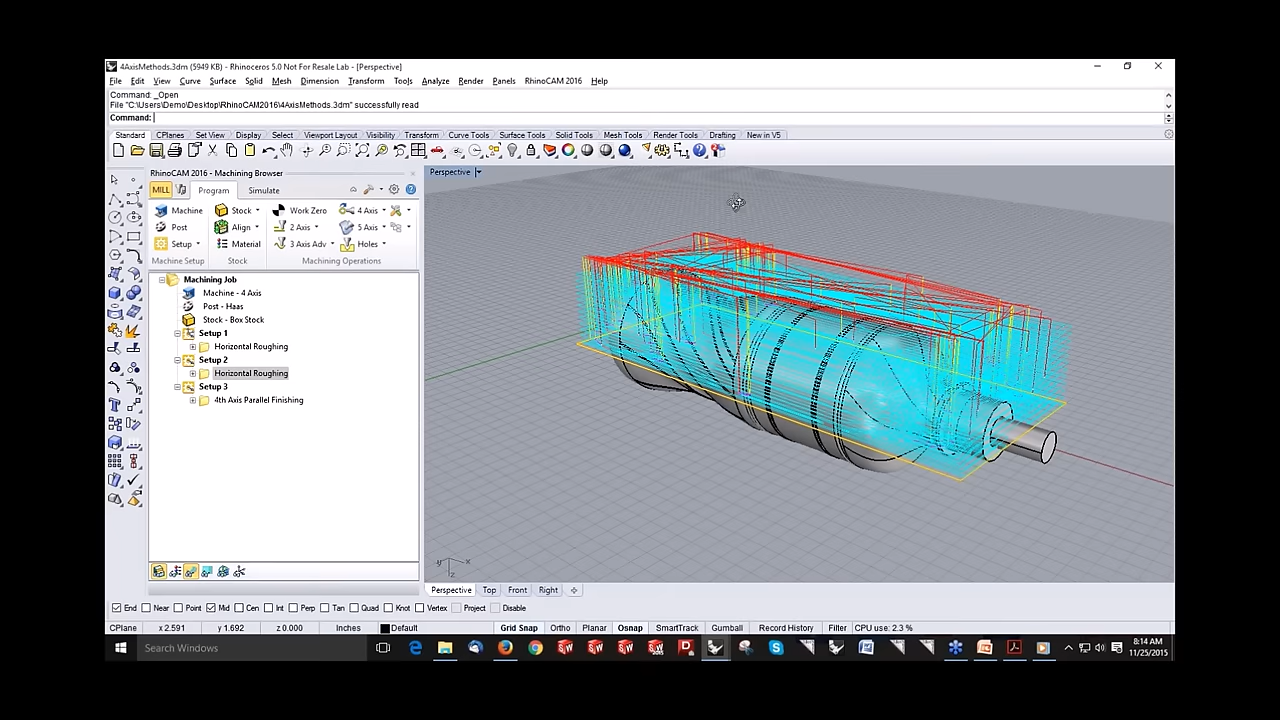 4AxisMethods.3dm (5949 KB) - Rhinoceros 5.0 Not For Resale Lab - [Perspective]
File Edit View Curve Surface Solid Mesh Dimension Transform Tools Analyze Render Panels RhinoCAM 2016 Help
Command: _Open
File "C:\Users\Demo\Desktop\RhinoCAM2016\4AxisMethods.3dm" successfully read
Command:
Standard CPlanes Set View Display Select Viewport Layout Visibility Transform Curve Tools Surface Tools Solid Tools Mesh Tools Render Tools Drafting New in V5
RhinoCAM 2016 - Machining Browser
MILL Program Simulate
Machine Stock Work Zero 4 Axis
Post Align 2 Axis 5 Axis
Setup Material 3 Axis Adv Holes
Machine Setup Stock Machining Operations
Machining Job
Machine - 4 Axis
Post - Haas
Stock - Box Stock
Setup 1
Horizontal Roughing
Setup 2
Horizontal Roughing
Setup 3
4th Axis Parallel Finishing
Perspective
y x
z
Perspective Top Front Right
End Near Point Mid Cen Int Perp Tan Quad Knot Vertex Project Disable
CPlane x 2.591 y 1.692 z 0.000 Inches Default Grid Snap Ortho Planar Osnap SmartTrack Gumball Record History Filter CPU use: 2.3 %
Search Windows
8:14 AM
11/25/2015